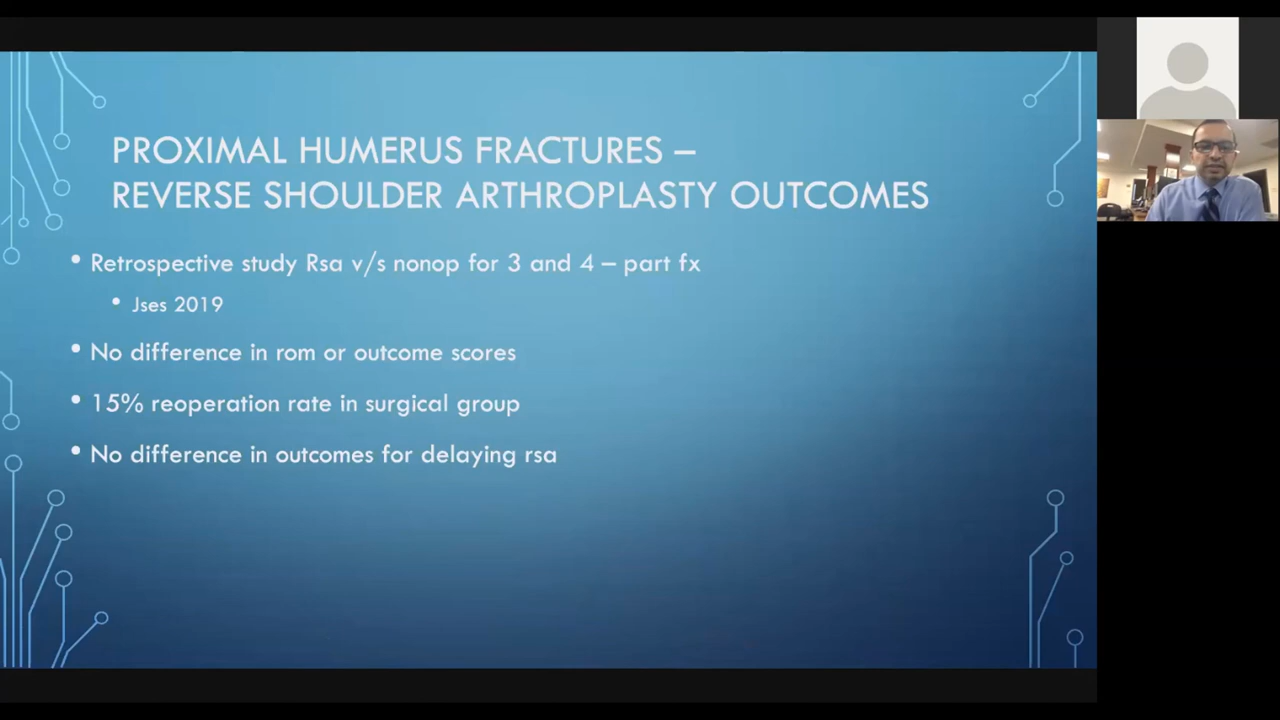 PROXIMAL HUMERUS FRACTURES –
REVERSE SHOULDER ARTHROPLASTY OUTCOMES
• Retrospective study Rsa v/s nonop for 3 and 4 – part fx
• Jses 2019
• No difference in rom or outcome scores
• 15% reoperation rate in surgical group
• No difference in outcomes for delaying rsa